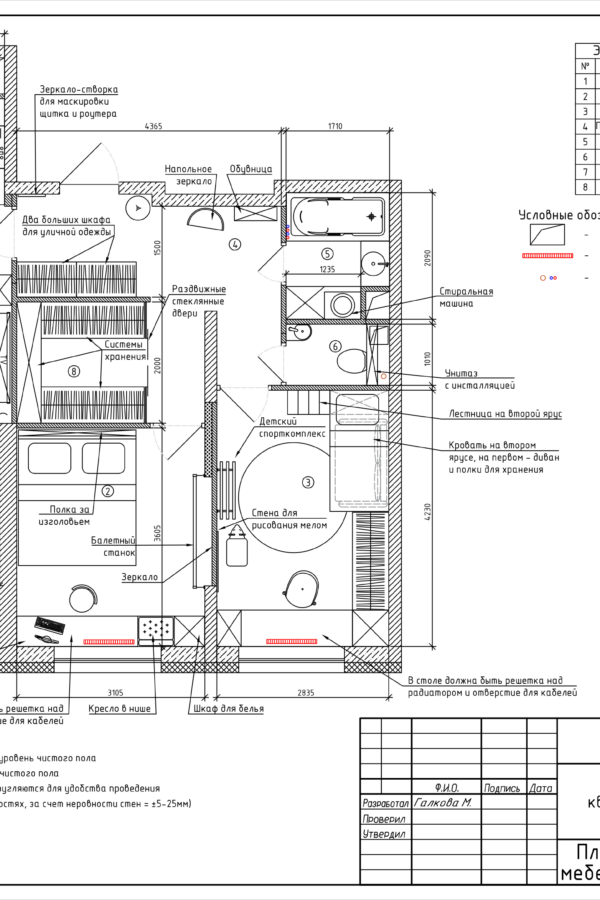 Зеркало-створка
для маскировки
щитка и роутера
4365
1710
Э
№
1
2
3
4 П
5
6
7
8
Напольное
зеркало
Обувница
Два больших шкафа
для уличной одежды
Условные обоз
-
-
-
4
5
1235
1500
2090
Раздвижные
стеклянные
двери
Стиральная
машина
Системы
хранения
8
2000
6
1010
Унитаз
с инсталляцией
Лестница на второй ярус
Детский
спорткомплекс
Кровать на втором
ярусе, на первом – диван
и полки для хранения
2
3
Полка за
изголовьем
Стена для
рисования мелом
Балетный
станок
3605
4230
Зеркало
В столе должна быть решетка над
радиатором и отверстие для кабелей
3105
2835
ь решетка над
ие для кабелей
Кресло в нише
Шкаф для белья
уровень чистого пола
чистого пола
угляются для удобства проведения
остях, за счет неровности стен = ±5-25мм)
Ф.И.О.
Подпись
Дата
Разработал
Галкова М.
Проверил
Утвердил
кв
Пл
мебе